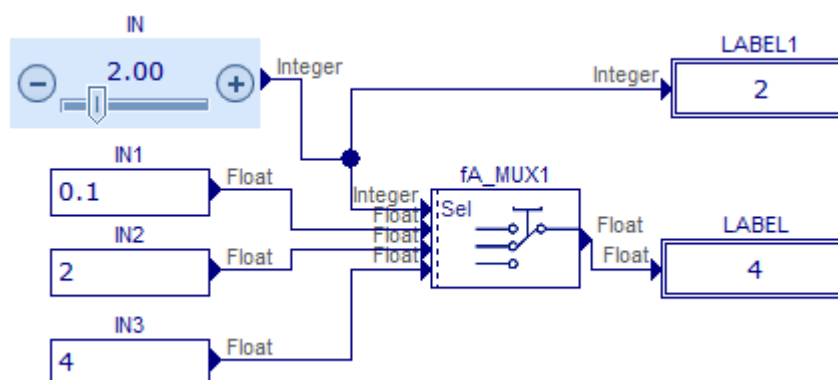 IN
2.00
Integer
LABEL1
Integer
2
IN1
Float
0.1
fA_MUX1
Integer
Sel
Float
Float
Float
IN2
Float
2
Float
LABEL
Float
4
IN3
Float
4